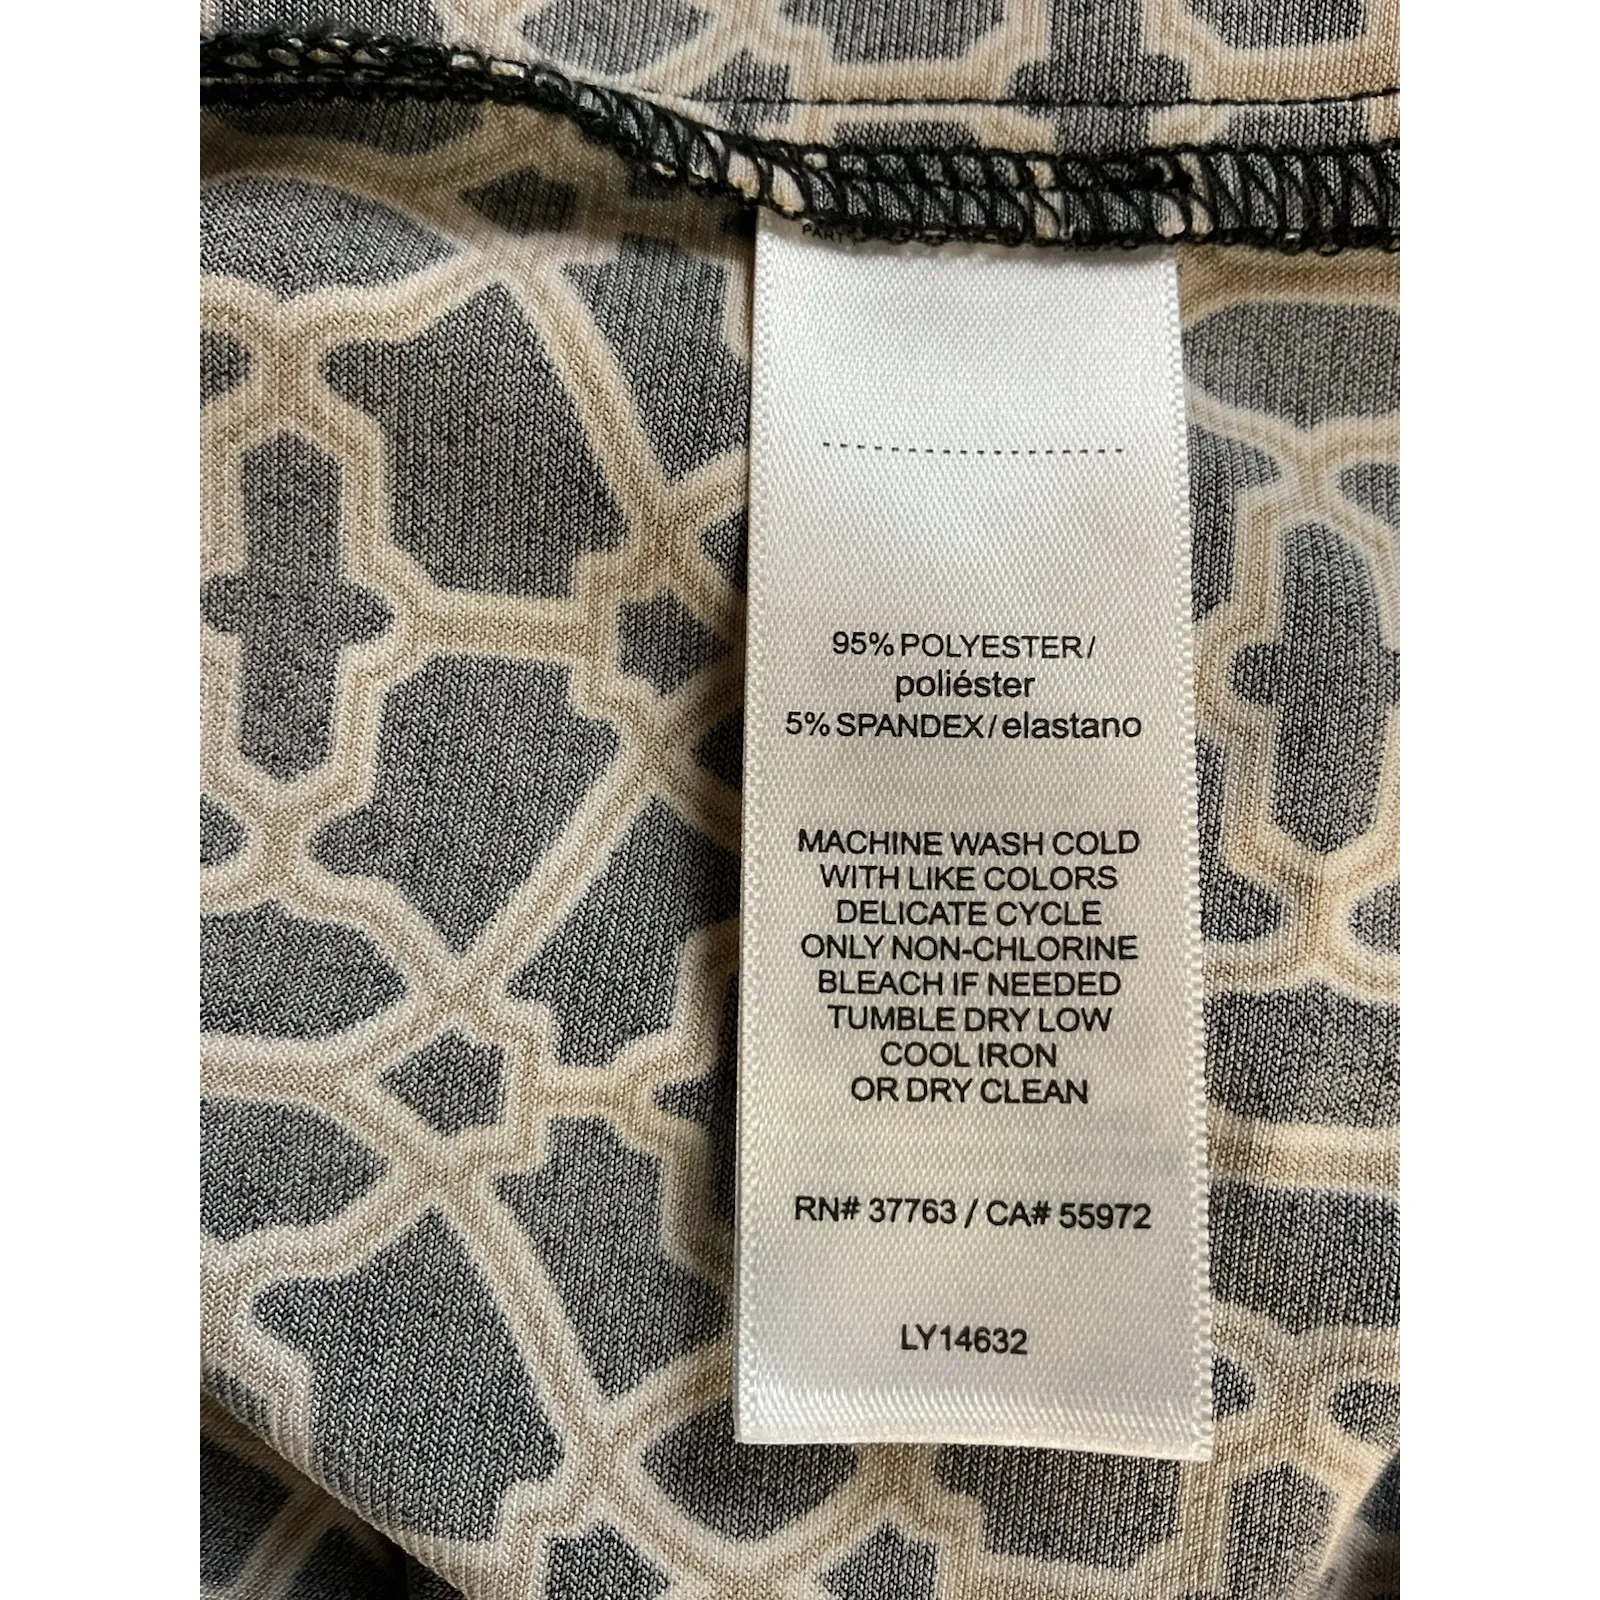 95% POLYESTER/
poliéster
5% SPANDEX/elastano
MACHINE WASH COLD
WITH LIKE COLORS
DELICATE CYCLE
ONLY NON-CHLORINE
BLEACH IF NEEDED
TUMBLE DRY LOW
COOL IRON
OR DRY CLEAN
RN# 37763 / CA# 55972
LY14632